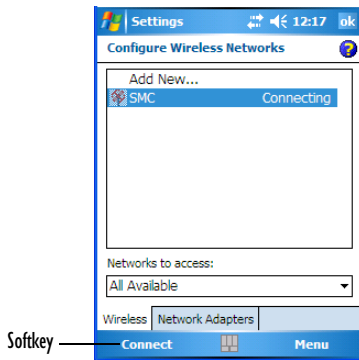 Settings 12:17 ok
Configure Wireless Networks ?
Add New...
SMC Connecting
Networks to access:
All Available
Wireless Network Adapters
Softkey Connect Menu